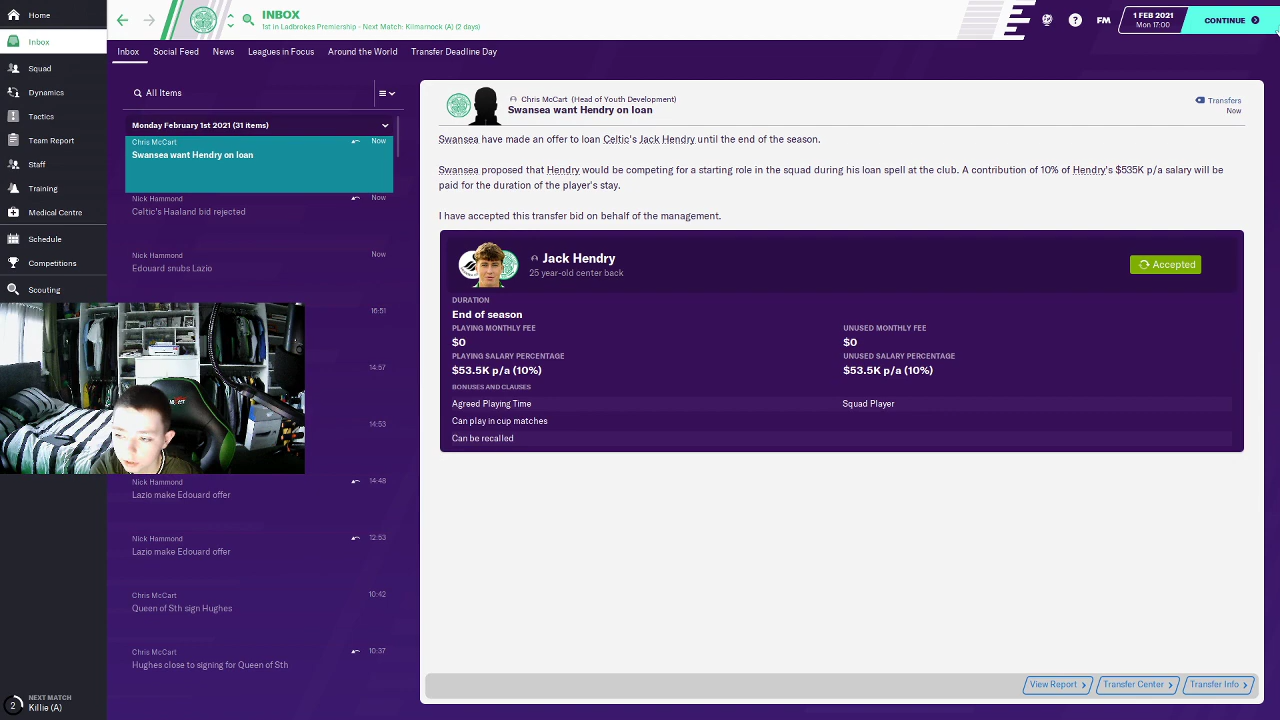 INBOX
1st in Ladbrokes Premiership - Next Match: Kilmarnock (A) (2 days)
FM
1 FEB 2021
Mon 17:00
CONTINUE
Inbox
Squad
Dynamics
Tactics
Team Report
Staff
Training
Medical Centre
Schedule
Competitions
Scouting
2
NEXT MATCH
Killie (A)
Inbox
Social Feed
News
Leagues in Focus
Around the World
Transfer Deadline Day
All Items
Monday February 1st 2021 (31 items)
Chris McCart
Now
Swansea want Hendry on loan
Nick Hammond
Now
Celtic's Haaland bid rejected
Nick Hammond
Now
Edouard snubs Lazio
16:51
14:57
14:53
Nick Hammond
14:48
Lazio make Edouard offer
Nick Hammond
12:53
Lazio make Edouard offer
Chris McCart
10:42
Queen of Sth sign Hughes
Chris McCart
10:37
Hughes close to signing for Queen of Sth
Chris McCart (Head of Youth Development)
Swansea want Hendry on loan
Transfers
Now
Swansea have made an offer to loan Celtic's Jack Hendry until the end of the season.
Swansea proposed that Hendry would be competing for a starting role in the squad during his loan spell at the club. A contribution of 10% of Hendry's $535K p/a salary will be
paid for the duration of the player's stay.
I have accepted this transfer bid on behalf of the management.
Jack Hendry
25 year-old center back
Accepted
DURATION
End of season
PLAYING MONTHLY FEE
UNUSED MONTHLY FEE
$0
$0
PLAYING SALARY PERCENTAGE
UNUSED SALARY PERCENTAGE
$53.5K p/a (10%)
$53.5K p/a (10%)
BONUSES AND CLAUSES
Agreed Playing Time
Squad Player
Can play in cup matches
Can be recalled
View Report
Transfer Center
Transfer Info